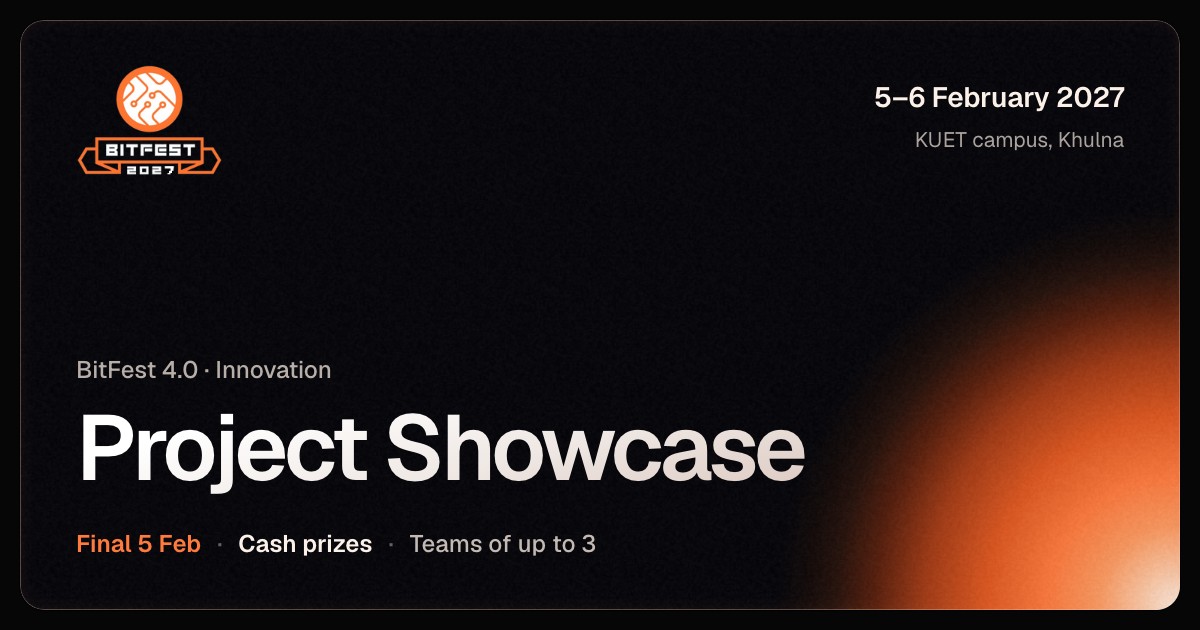 BITFEST
2027
5–6 February 2027
KUET campus, Khulna
BitFest 4.0 · Innovation
Project Showcase
Final 5 Feb · Cash prizes · Teams of up to 3